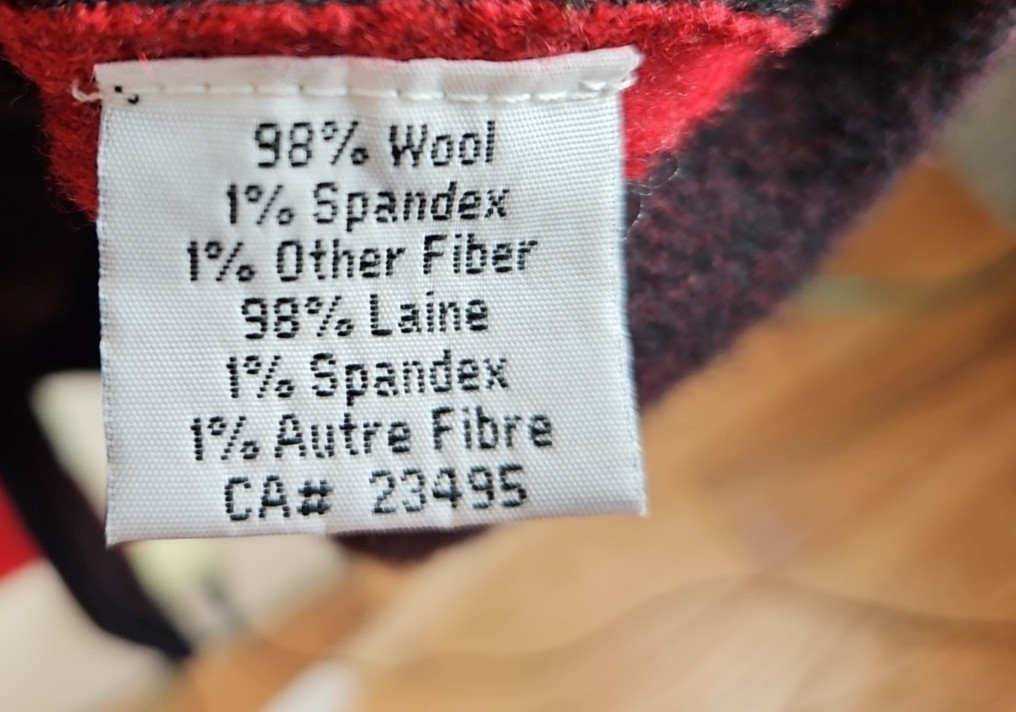 98% Wool
1% Spandex
1% Other Fiber
98% Laine
1% Spandex
1% Autre Fibre
CA# 23495